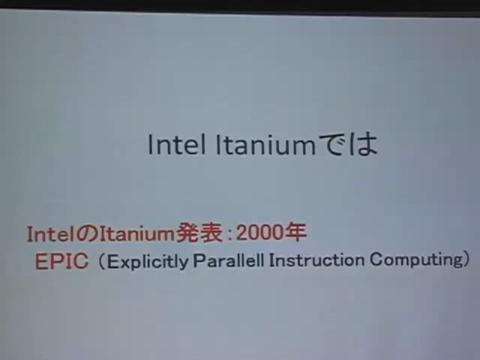 Intel Itaniumでは
IntelのItanium発表：2000年
EPIC（Explicitly Parallell Instruction Computing）